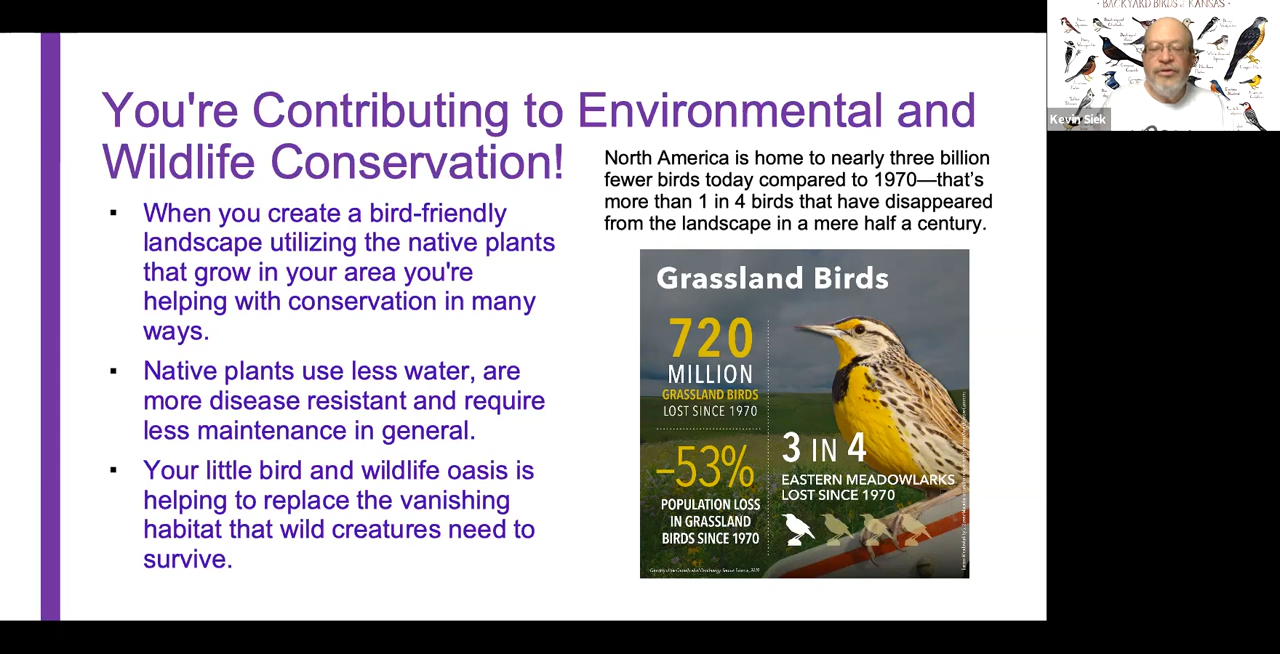 You're Contributing to Environmental and
Wildlife Conservation!
▪ When you create a bird-friendly
landscape utilizing the native plants
that grow in your area you're
helping with conservation in many
ways.
▪ Native plants use less water, are
more disease resistant and require
less maintenance in general.
▪ Your little bird and wildlife oasis is
helping to replace the vanishing
habitat that wild creatures need to
survive.
North America is home to nearly three billion
fewer birds today compared to 1970—that's
more than 1 in 4 birds that have disappeared
from the landscape in a mere half a century.
Grassland Birds
720
MILLION
GRASSLAND BIRDS
LOST SINCE 1970
–53%
POPULATION LOSS
IN GRASSLAND
BIRDS SINCE 1970
3 IN 4
EASTERN MEADOWLARKS
LOST SINCE 1970
BACKYARD BIRDS of KANSAS
Kevin Siek